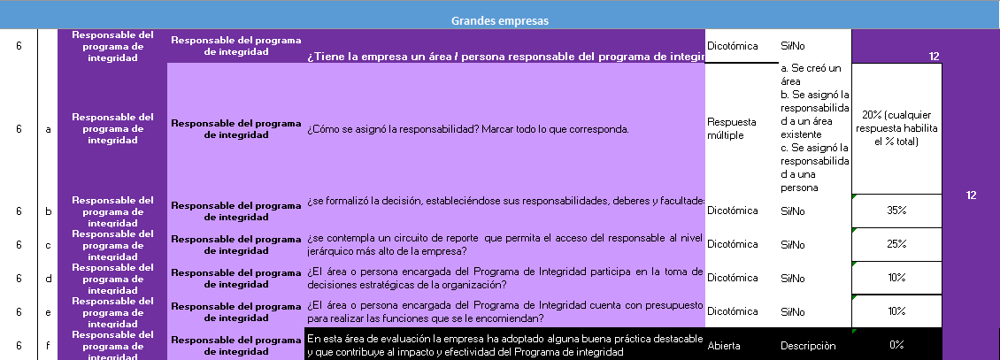 Grandes empresas
6
Responsable del
programa de
integridad
Responsable del programa
de integridad
¿Tiene la empresa un área / persona responsable del programa de
Dicotómica
Si/No
12
6
a
Responsable del
programa de
integridad
Responsable del programa
de integridad
¿Cómo se asignó la responsabilidad? Marcar todo lo que corresponda.
Respuesta
múltiple
a. Se creó un
área
b. Se asignó la
responsabilida
d a un área
existente
c. Se asignó la
responsabilida
d a una
persona
20% (cualquier
respuesta habilita
el % total)
12
6
b
Responsable del
programa de
integridad
Responsable del programa
de integridad
¿se formalizó la decisión, estableciéndose sus responsabilidades, deberes y facultade
Dicotómica
Si/No
35%
6
c
Responsable del
programa de
integridad
Responsable del programa
de integridad
¿se contempla un circuito de reporte que permita el acceso del responsable al nivel
jerárquico más alto de la empresa?
Dicotómica
Si/No
25%
6
d
Responsable del
programa de
integridad
Responsable del programa
de integridad
¿El área o persona encargada del Programa de Integridad participa en la toma de
decisiones estratégicas de la organización?
Dicotómica
Si/No
10%
6
e
Responsable del
programa de
integridad
Responsable del programa
de integridad
¿El área o persona encargada del Programa de Integridad cuenta con presupuesto
para realizar las funciones que se le encomiendan?
Dicotómica
Si/No
10%
6
f
Responsable del
programa de
integridad
Responsable del programa
de integridad
En esta área de evaluación la empresa ha adoptado alguna buena práctica destacable
y que contribuye al impacto y efectividad del Programa de integridad
Abierta
Descripciòn
0%